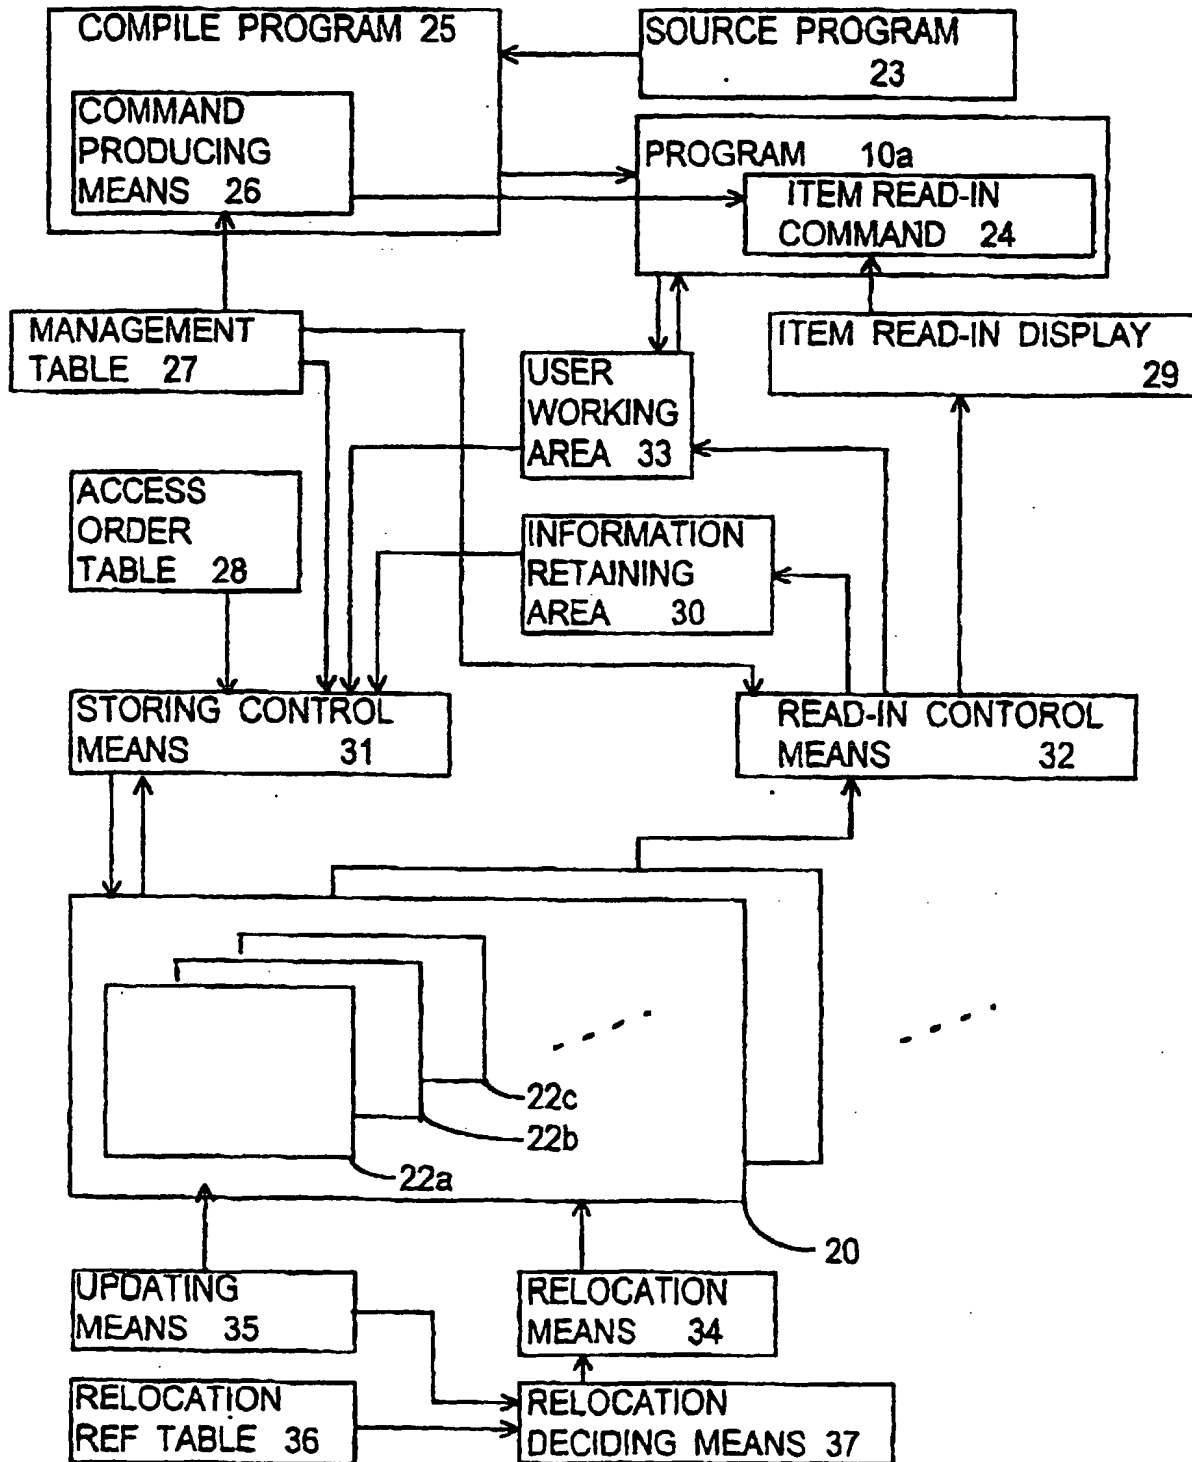 COMPILE PROGRAM 25
SOURCE PROGRAM
23
COMMAND
PRODUCING
MEANS 26
PROGRAM 10a
ITEM READ-IN
COMMAND 24
MANAGEMENT
TABLE 27
ITEM READ-IN DISPLAY
29
USER
WORKING
AREA 33
ACCESS
ORDER
TABLE 28
INFORMATION
RETAINING
AREA 30
STORING CONTROL
MEANS 31
READ-IN CONTOROL
MEANS 32
22c
22b
22a
20
UPDATING
MEANS 35
RELOCATION
MEANS 34
RELOCATION
REF TABLE 36
RELOCATION
DECIDING MEANS 37